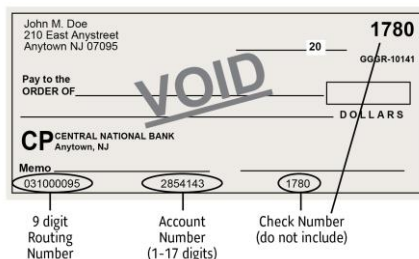 John M. Doe
210 East Anystreet
Anytown NJ 07095
1780
20
GGGR-10141
Pay to the
ORDER OF
VOID
DOLLARS
CP CENTRAL NATIONAL BANK
Anytown, NJ
Memo
031000095 2854143 1780
9 digit
Routing
Number
Account
Number
(1-17 digits)
Check Number
(do not include)